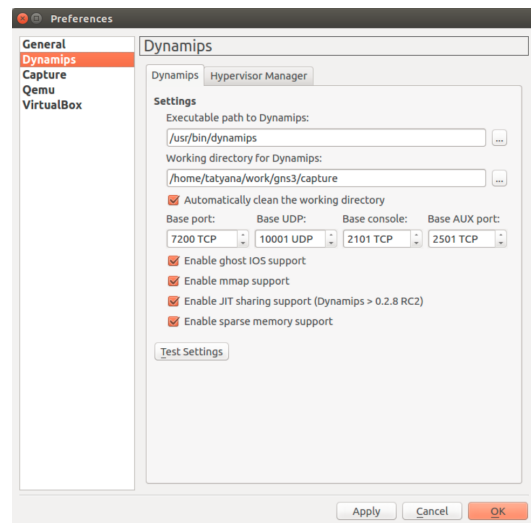 Preferences
General
Dynamips
Capture
Qemu
VirtualBox
Dynamips
Dynamips Hypervisor Manager
Settings
Executable path to Dynamips:
/usr/bin/dynamips
...
Working directory for Dynamips:
/home/tatyana/work/gns3/capture
...
Automatically clean the working directory
Base port: Base UDP: Base console: Base AUX port:
7200 TCP 10001 UDP 2101 TCP 2501 TCP
Enable ghost IOS support
Enable mmap support
Enable JIT sharing support (Dynamips > 0.2.8 RC2)
Enable sparse memory support
Test Settings
Apply Cancel OK